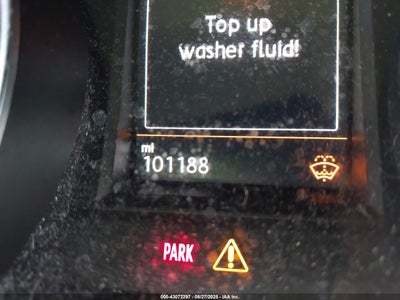 Top up
washer fluid!
mi
101188
PARK
000-43072297 - 08/27/2025 - IAA Inc.